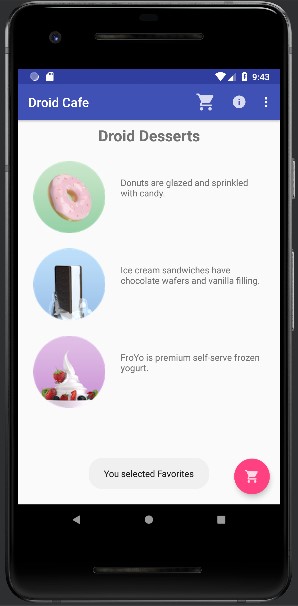 9:43
Droid Cafe
Droid Desserts
Donuts are glazed and sprinkled
with candy.
Ice cream sandwiches have
chocolate wafers and vanilla filling.
FroYo is premium self-serve frozen
yogurt.
You selected Favorites